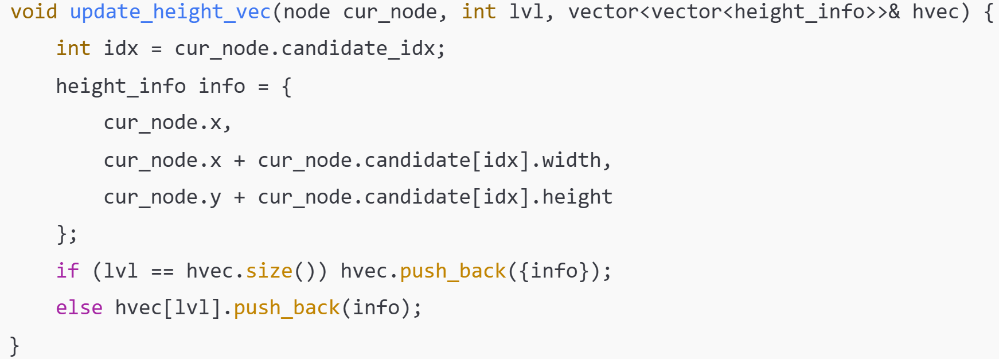 void update_height_vec(node cur_node, int lvl, vector<vector<height_info>>& hvec) {
    int idx = cur_node.candidate_idx;
    height_info info = {
        cur_node.x,
        cur_node.x + cur_node.candidate[idx].width,
        cur_node.y + cur_node.candidate[idx].height
    };
    if (lvl == hvec.size()) hvec.push_back({info});
    else hvec[lvl].push_back(info);
}